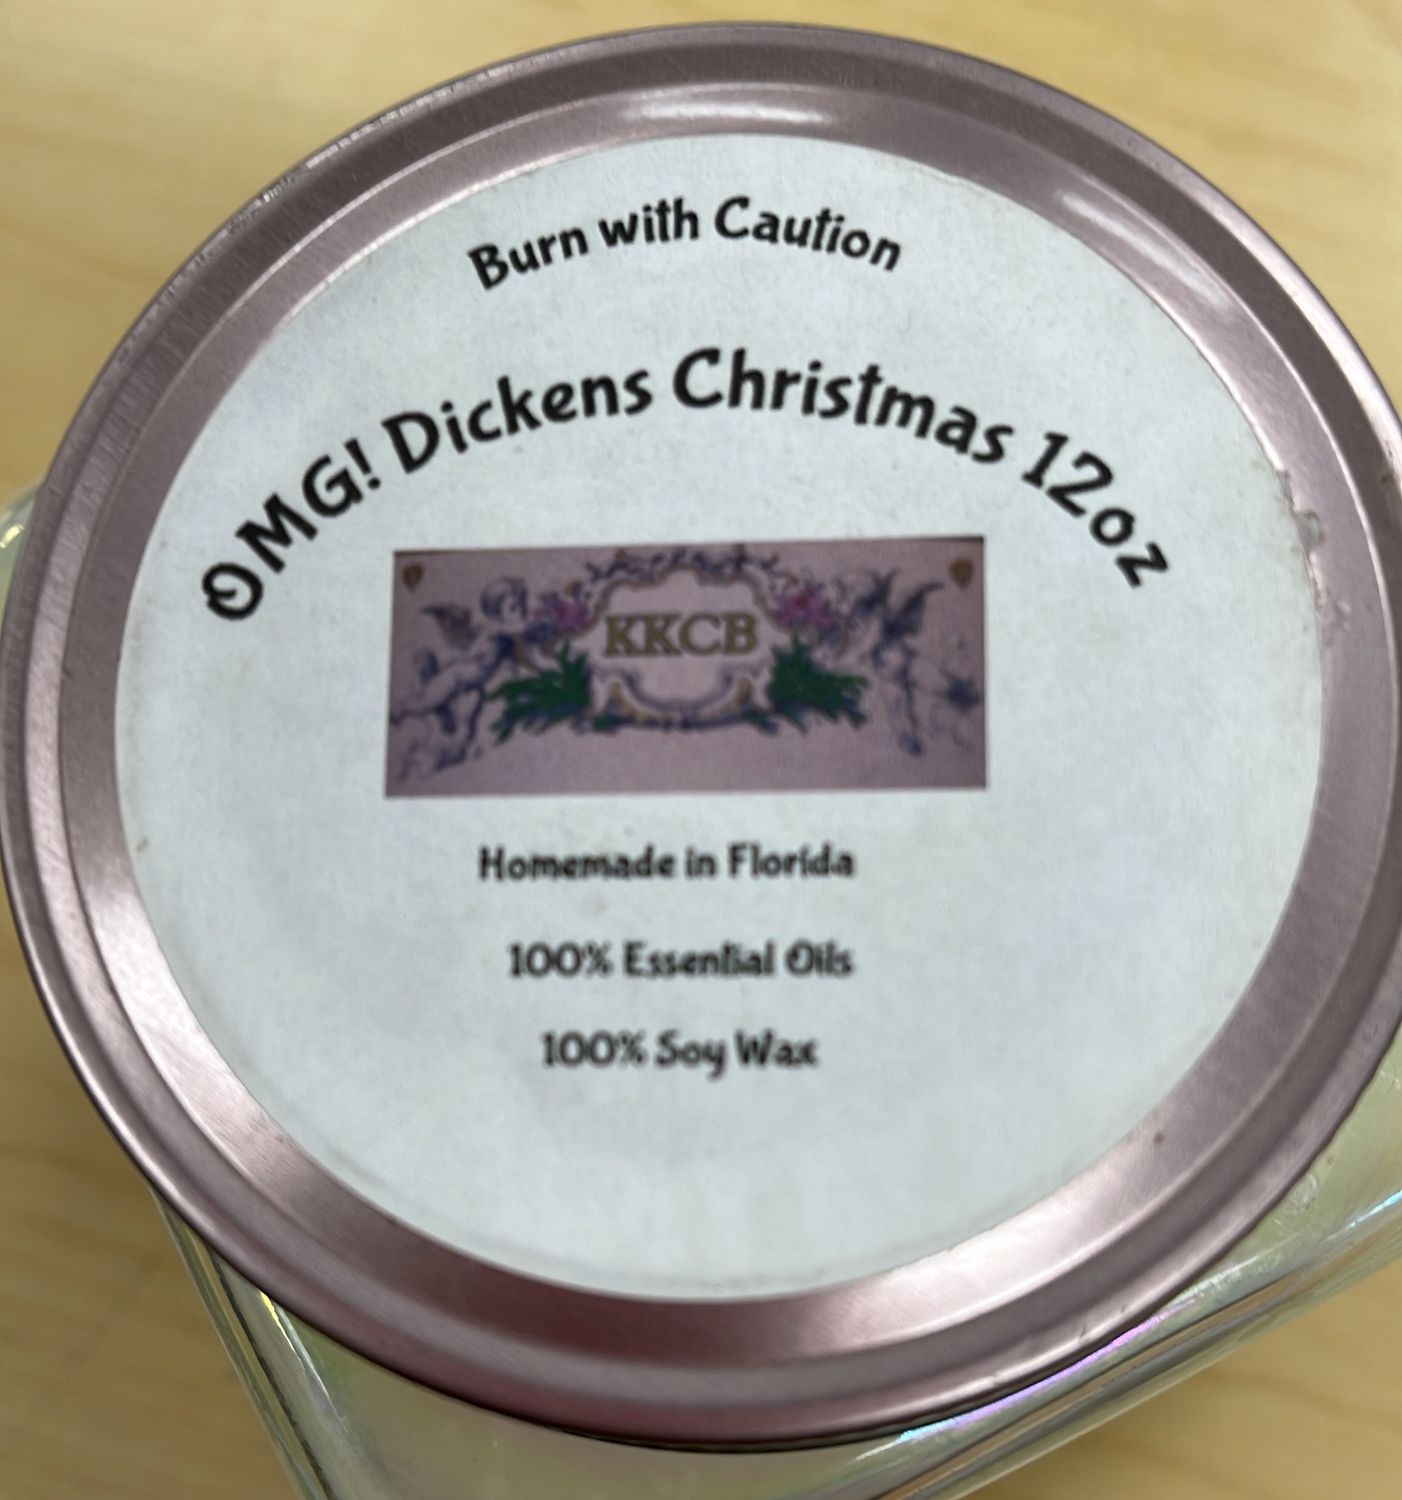 Burn with Caution
OMG! Dickens Christmas 12oz
KKCB
Homemade in Florida
100% Essential Oils
100% Soy Wax